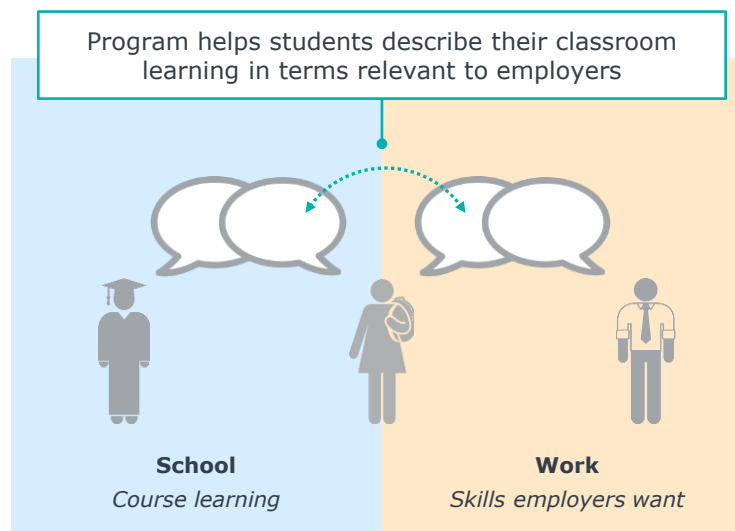 Program helps students describe their classroom
learning in terms relevant to employers
School
Work
Course learning
Skills employers want